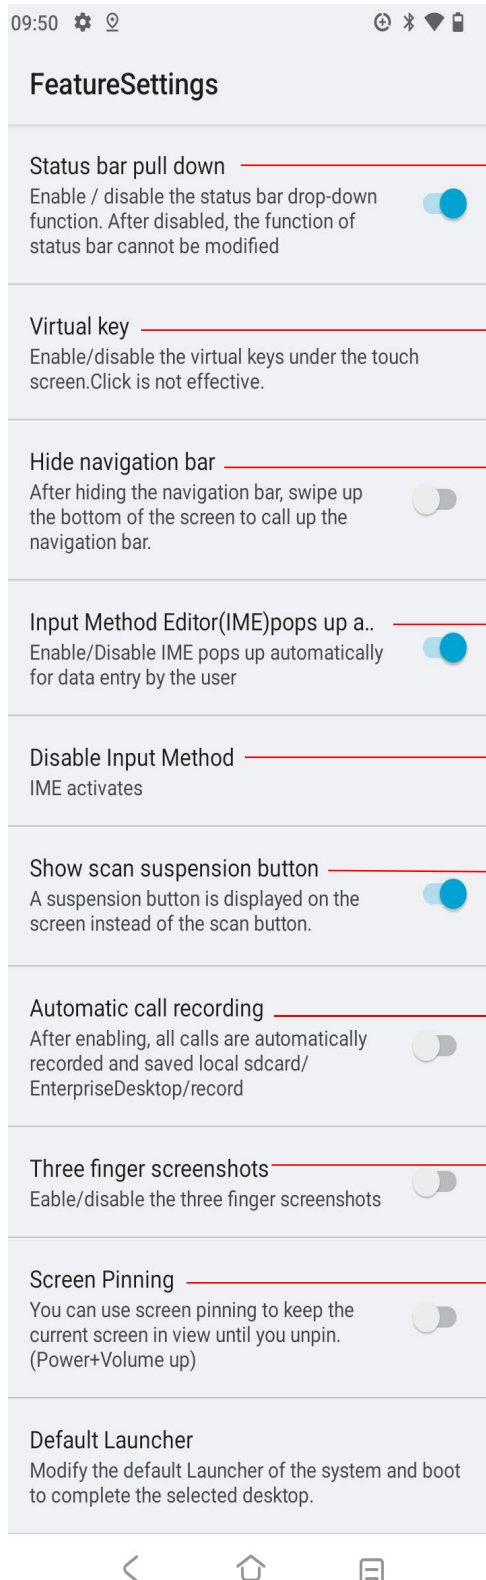 09:50
FeatureSettings
Status bar pull down
Enable / disable the status bar drop-down
function. After disabled, the function of
status bar cannot be modified
Virtual key
Enable/disable the virtual keys under the touch
screen.Click is not effective.
Hide navigation bar
After hiding the navigation bar, swipe up
the bottom of the screen to call up the
navigation bar.
Input Method Editor(IME)pops up a..
Enable/Disable IME pops up automatically
for data entry by the user
Disable Input Method
IME activates
Show scan suspension button
A suspension button is displayed on the
screen instead of the scan button.
Automatic call recording
After enabling, all calls are automatically
recorded and saved local sdcard/
EnterpriseDesktop/record
Three finger screenshots
Eable/disable the three finger screenshots
Screen Pinning
You can use screen pinning to keep the
current screen in view until you unpin.
(Power+Volume up)
Default Launcher
Modify the default Launcher of the system and boot
to complete the selected desktop.